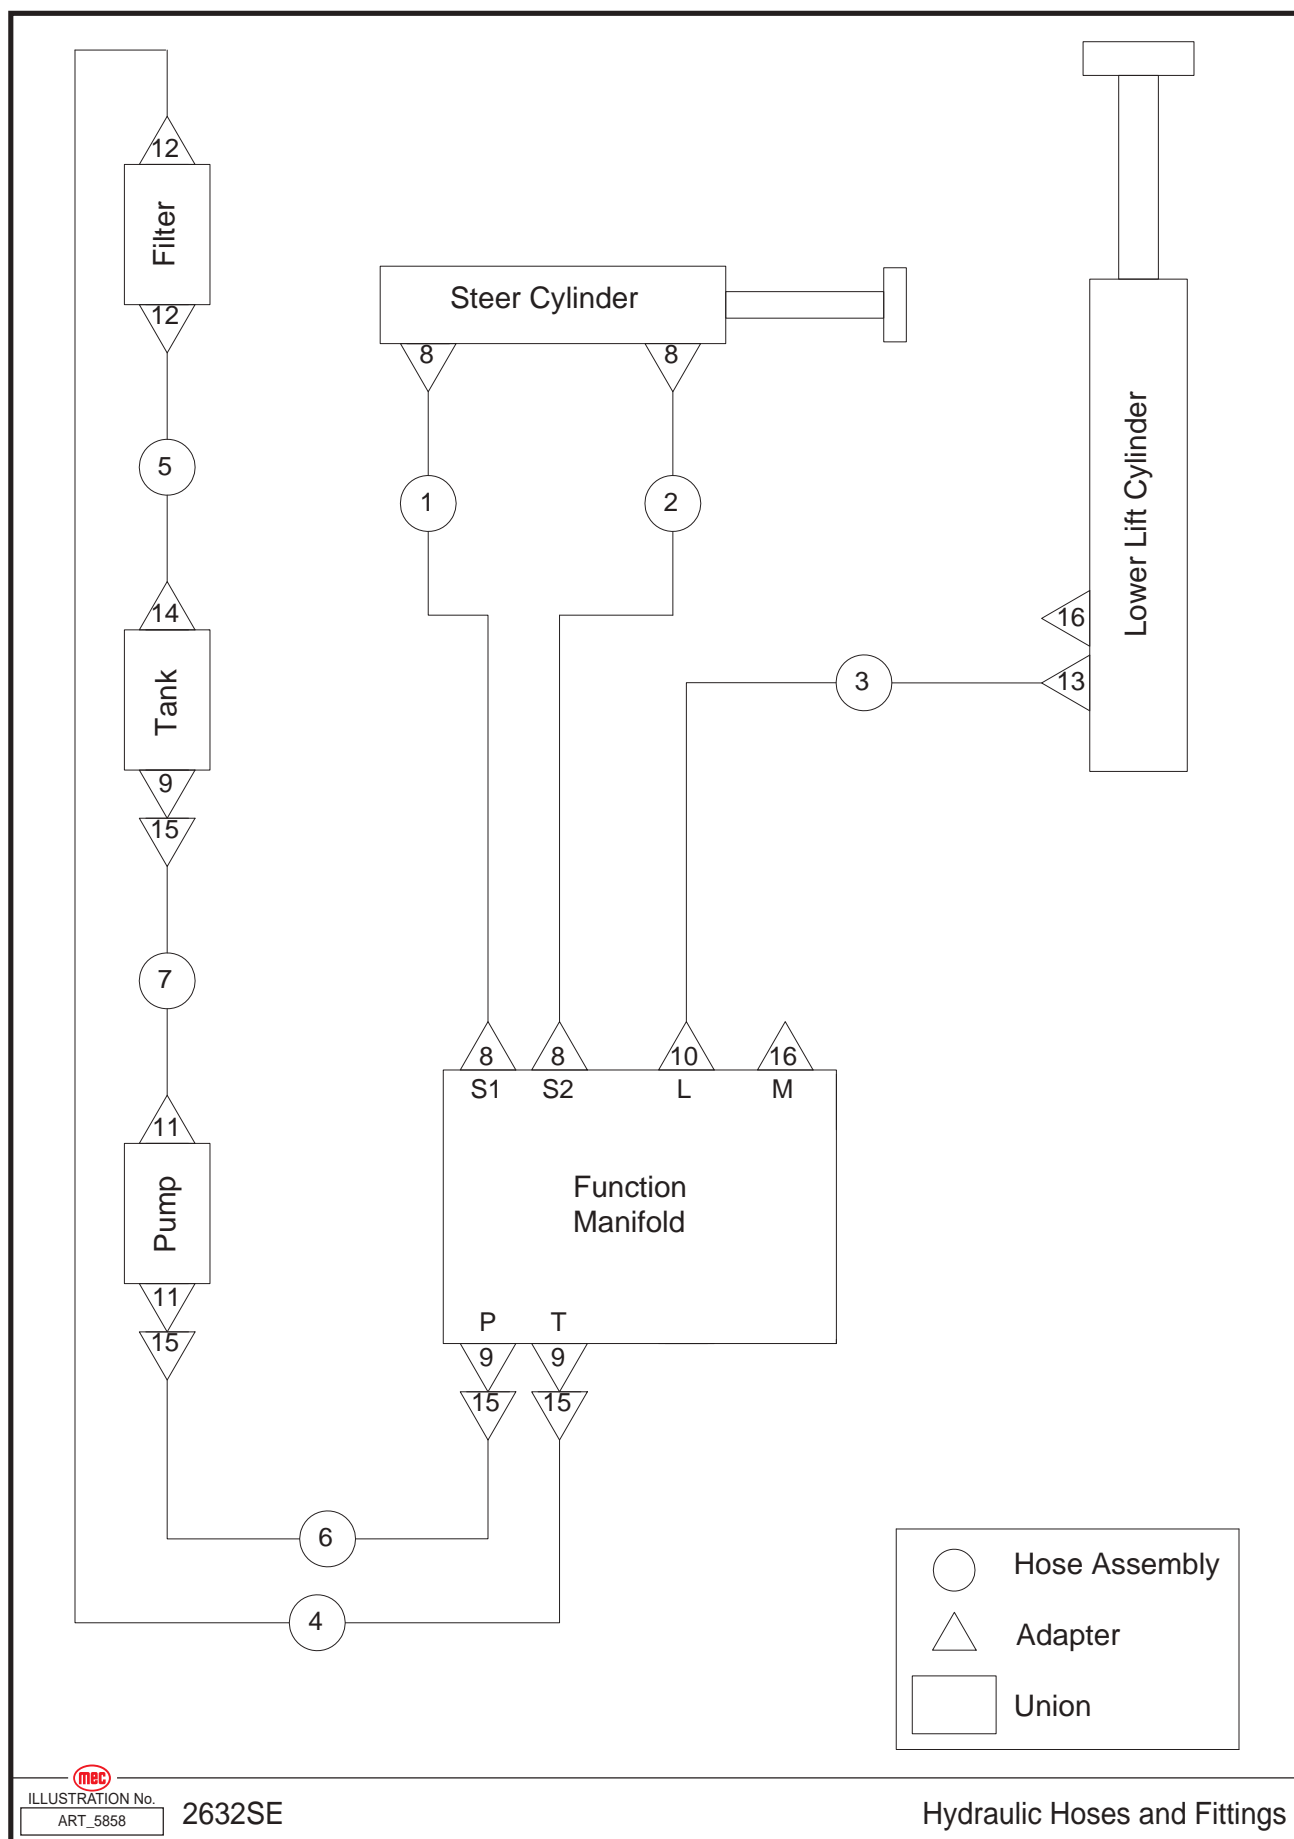 12
Filter
12
5
14
Tank
9
15
7
11
Pump
11
15
6
4
Steer Cylinder
8 8
1 2
Lower Lift Cylinder
16
13
3
8 8 10 16
S1 S2 L M
Function
Manifold
P T
9 9
15 15
Hose Assembly
Adapter
Union
mec
ILLUSTRATION No.
ART_5858
2632SE
Hydraulic Hoses and Fittings